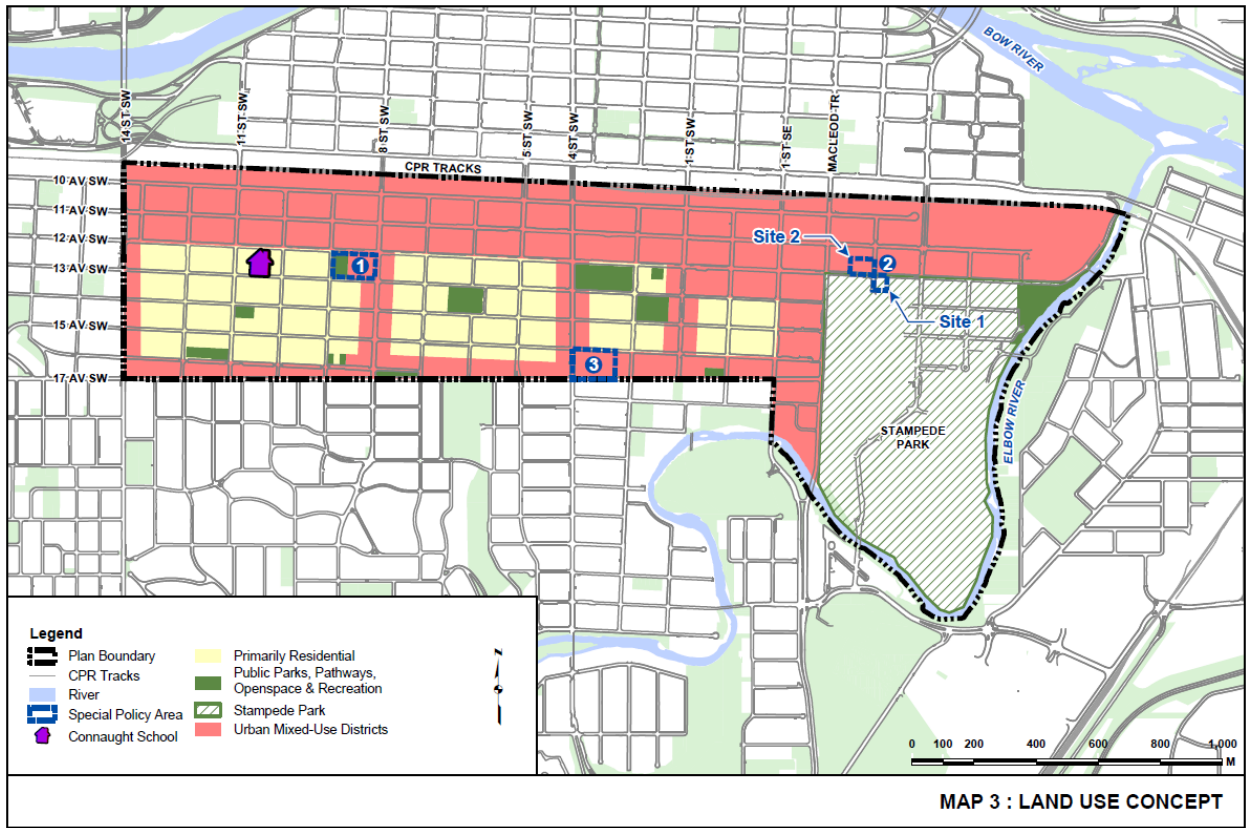 BOW RIVER
14 ST SW
11 ST SW
8 ST SW
5 ST SW
4 ST SW
1 ST SW
1 ST SE
MACLEOD TR
CPR TRACKS
10 AV SW
11 AV SW
12 AV SW
13 AV SW
15 AV SW
17 AV SW
Site 2
1
2
Site 1
3
STAMPEDE
PARK
ELBOW RIVER
Legend
Plan Boundary
CPR Tracks
River
Special Policy Area
Connaught School
Primarily Residential
Public Parks, Pathways,
Openspace & Recreation
Stampede Park
Urban Mixed-Use Districts
N
0 100 200 400 600 800 1,000
M
MAP 3 : LAND USE CONCEPT